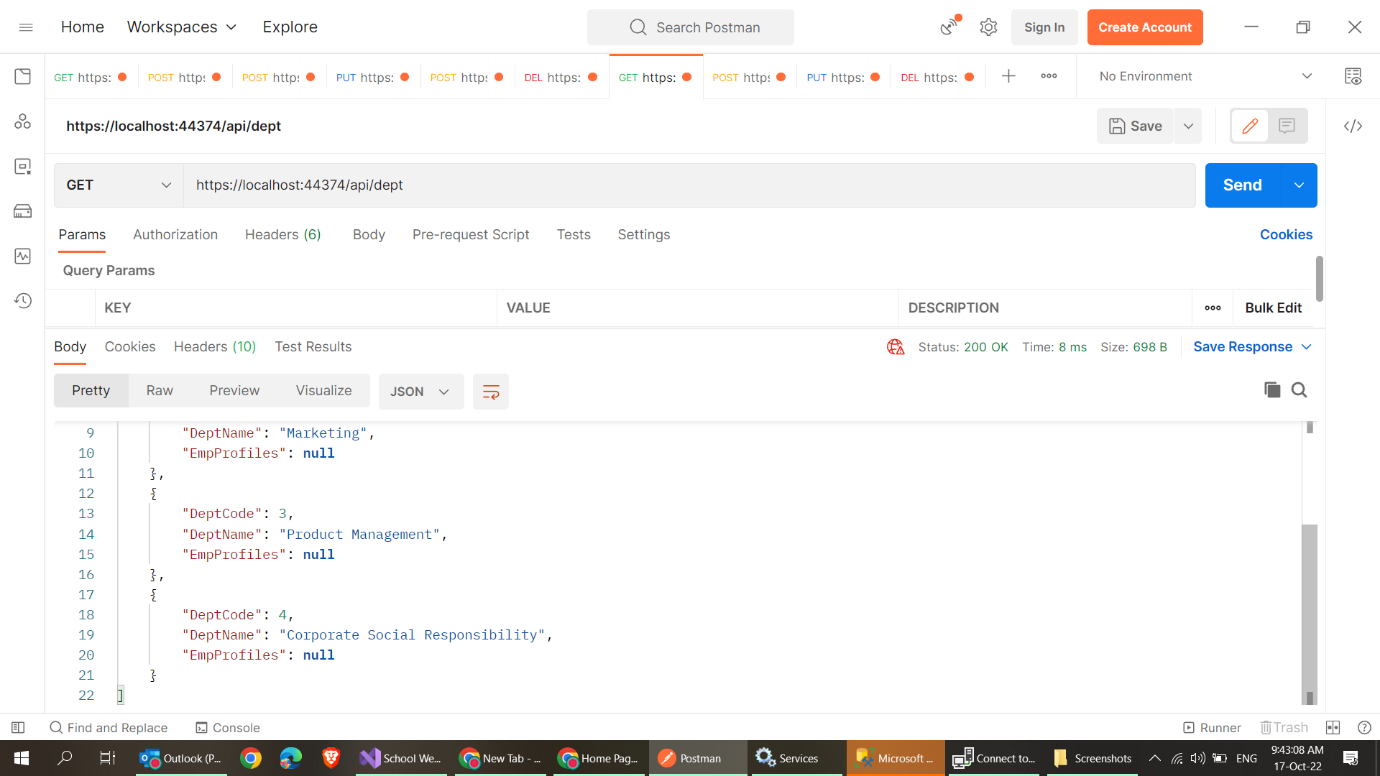 Home Workspaces Explore Search Postman Sign In Create Account
GET https: POST https POST https PUT https: POST https DEL https: GET https: POST https PUT https: DEL https: No Environment
https://localhost:44374/api/dept Save
GET https://localhost:44374/api/dept Send
Params Authorization Headers (6) Body Pre-request Script Tests Settings Cookies
Query Params
KEY VALUE DESCRIPTION Bulk Edit
Body Cookies Headers (10) Test Results Status: 200 OK Time: 8 ms Size: 698 B Save Response
Pretty Raw Preview Visualize JSON
9 "DeptName": "Marketing",
10 "EmpProfiles": null
11 },
12 {
13 "DeptCode": 3,
14 "DeptName": "Product Management",
15 "EmpProfiles": null
16 },
17 {
18 "DeptCode": 4,
19 "DeptName": "Corporate Social Responsibility",
20 "EmpProfiles": null
21 }
22 ]
Find and Replace Console Runner Trash
Outlook (P... School We... New Tab - ... Home Pag... Postman Services Microsoft ... Connect to... Screenshots ENG 9:43:08 AM
17-Oct-22